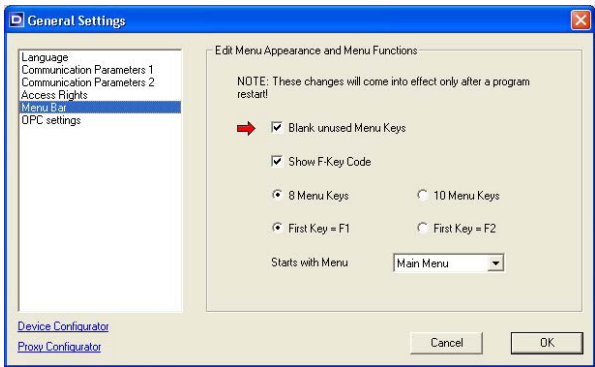 General Settings
Language
Communication Parameters 1
Communication Parameters 2
Access Rights
Menu Bar
OPC settings
Edit Menu Appearance and Menu Functions
NOTE: These changes will come into effect only after a program
restart!
Blank unused Menu Keys
Show F-Key Code
8 Menu Keys
10 Menu Keys
First Key = F1
First Key = F2
Starts with Menu
Main Menu
Device Configurator
Proxy Configurator
Cancel
OK